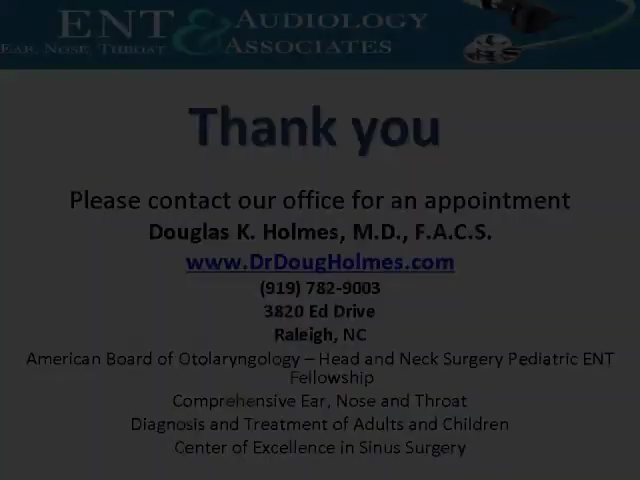 ENT & AUDIOLOGY
EAR, NOSE, THROAT & ASSOCIATES
Thank you
Please contact our office for an appointment
Douglas K. Holmes, M.D., F.A.C.S.
www.DrDougHolmes.com
(919) 782-9003
3820 Ed Drive
Raleigh, NC
American Board of Otolaryngology – Head and Neck Surgery Pediatric ENT
Fellowship
Comprehensive Ear, Nose and Throat
Diagnosis and Treatment of Adults and Children
Center of Excellence in Sinus Surgery